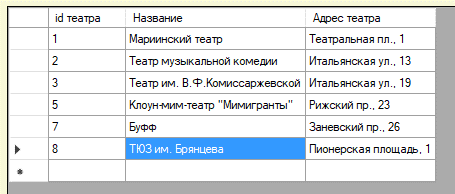 id театра Название Адрес театра
1 Мариинский театр Театральная пл., 1
2 Театр музыкальной комедии Итальянская ул., 13
3 Театр им. В.Ф.Комиссаржевской Итальянская ул., 19
5 Клоун-мим-театр "Мимигранты" Рижский пр., 23
7 Буфф Заневский пр., 26
8 ТЮЗ им. Брянцева Пионерская площадь, 1